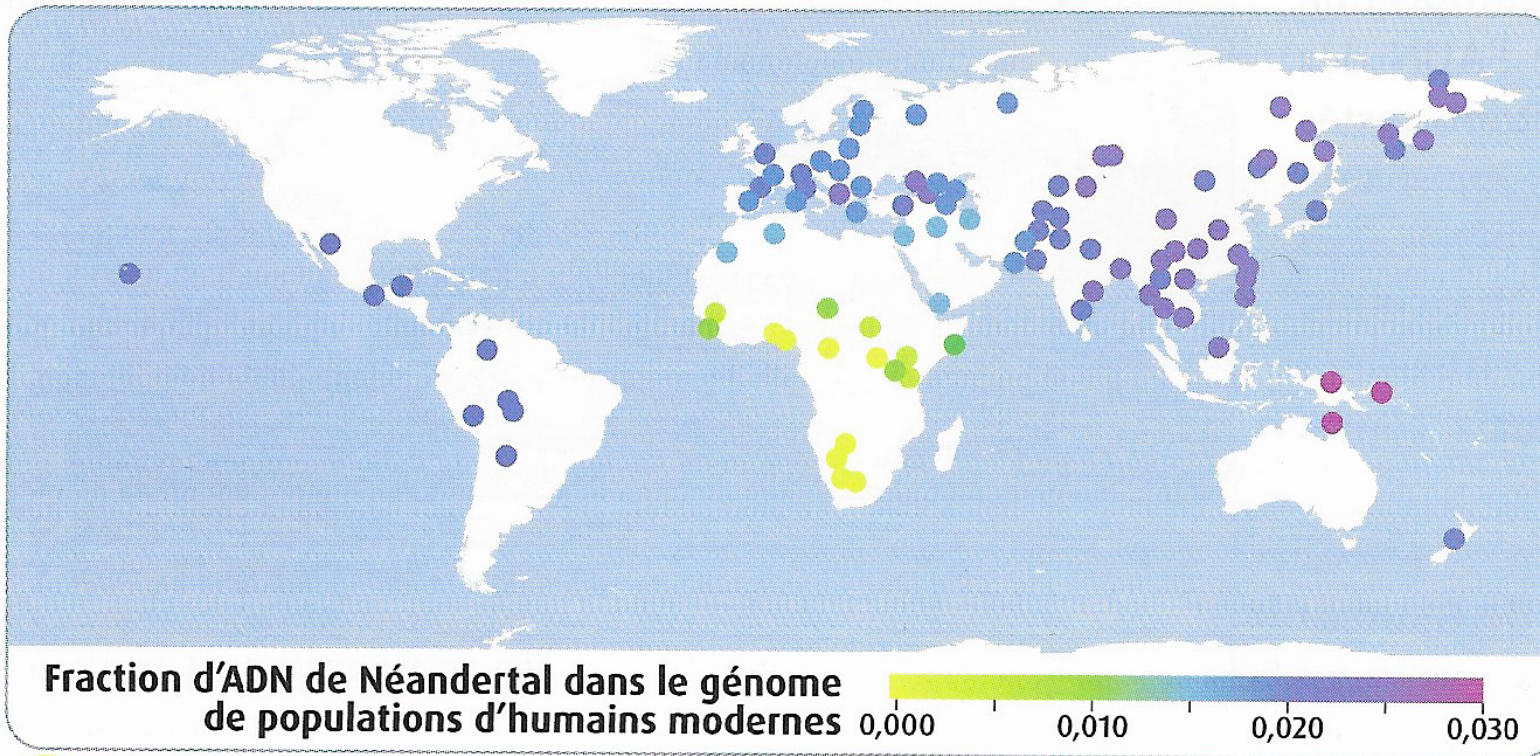 Fraction d'ADN de Néandertal dans le génome
de populations d'humains modernes
0,000 0,010 0,020 0,030